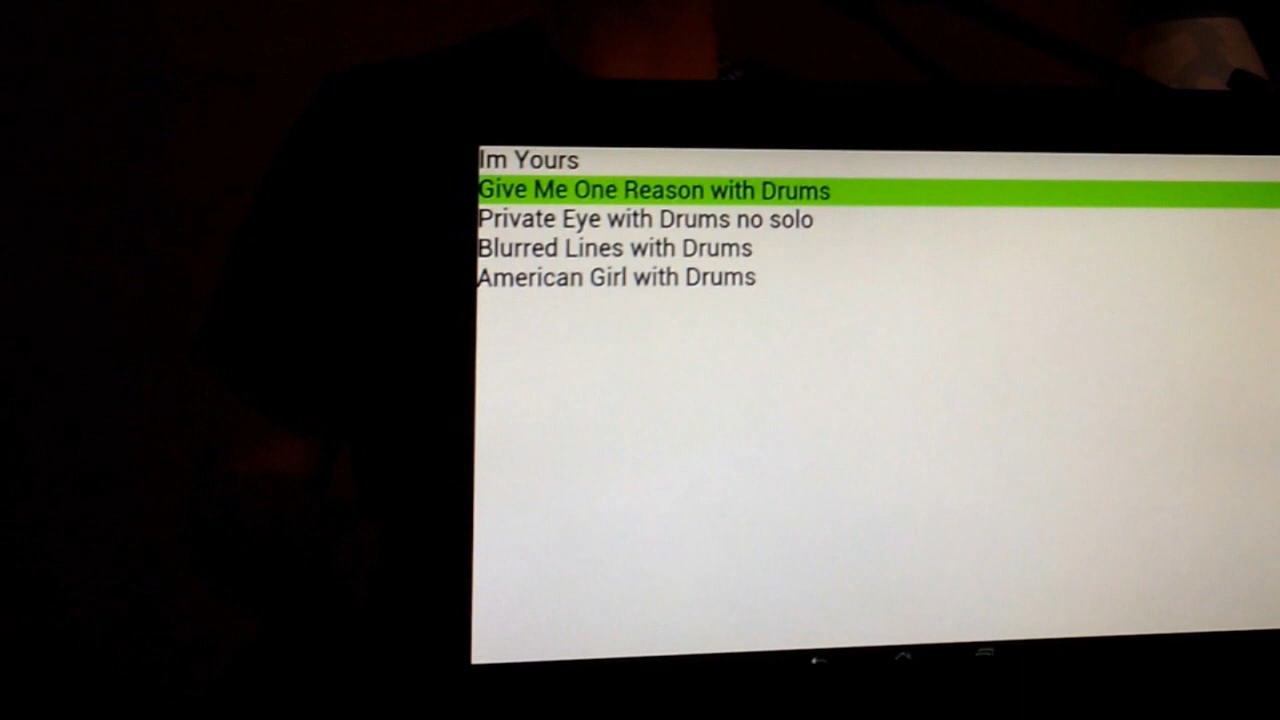 Im Yours
Give Me One Reason with Drums
Private Eye with Drums no solo
Blurred Lines with Drums
American Girl with Drums